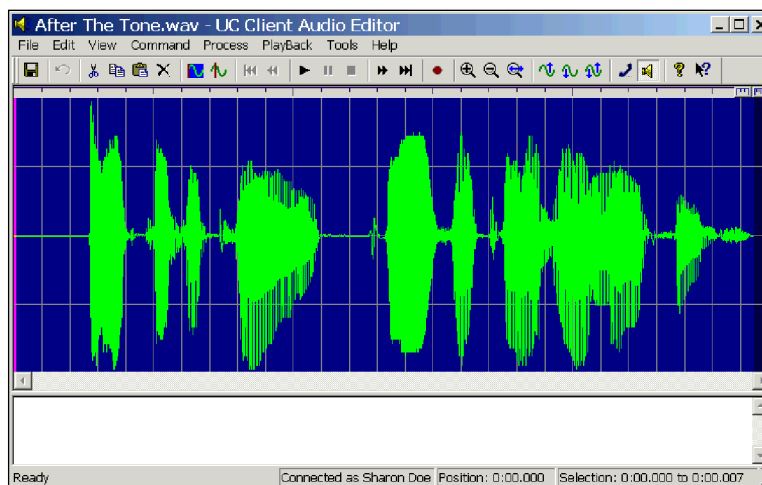 After The Tone.wav - UC Client Audio Editor
File Edit View Command Process PlayBack Tools Help
Ready Connected as Sharon Doe Position: 0:00.000 Selection: 0:00.000 to 0:00.007